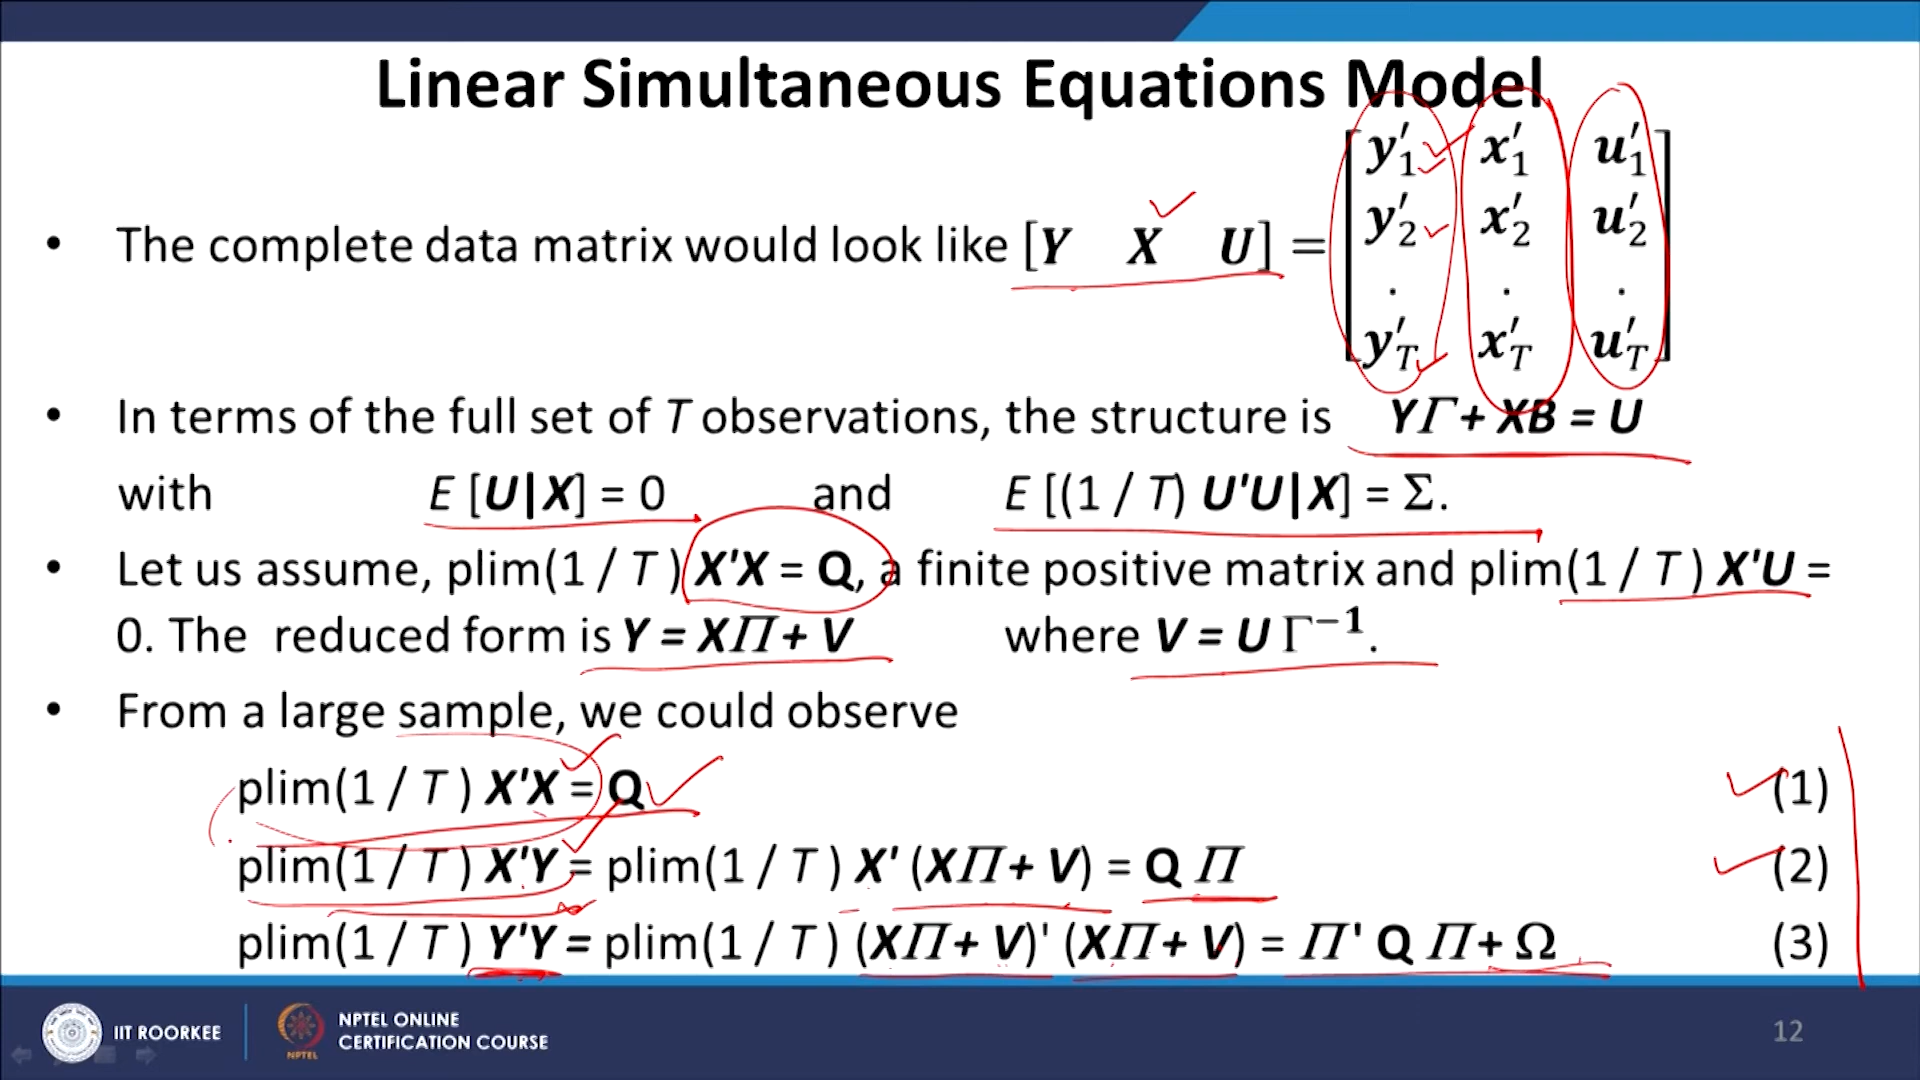 Linear Simultaneous Equations Model
• The complete data matrix would look like [Y X U] = [y′₁ x′₁ u′₁
y′₂ x′₂ u′₂
. . .
y′_T x′_T u′_T]
• In terms of the full set of T observations, the structure is YΓ + XB = U
with E [U|X] = 0 and E [(1 / T) U'U|X] = Σ.
• Let us assume, plim(1 / T ) X'X = Q, a finite positive matrix and plim(1 / T ) X'U =
0. The reduced form is Y = XΠ + V where V = U Γ⁻¹.
• From a large sample, we could observe
plim(1 / T ) X'X = Q (1)
plim(1 / T ) X'Y = plim(1 / T ) X' (XΠ + V) = Q Π (2)
plim(1 / T ) Y'Y = plim(1 / T ) (XΠ + V)' (XΠ + V) = Π' Q Π + Ω (3)
IIT ROORKEE
NPTEL
NPTEL ONLINE
CERTIFICATION COURSE
12